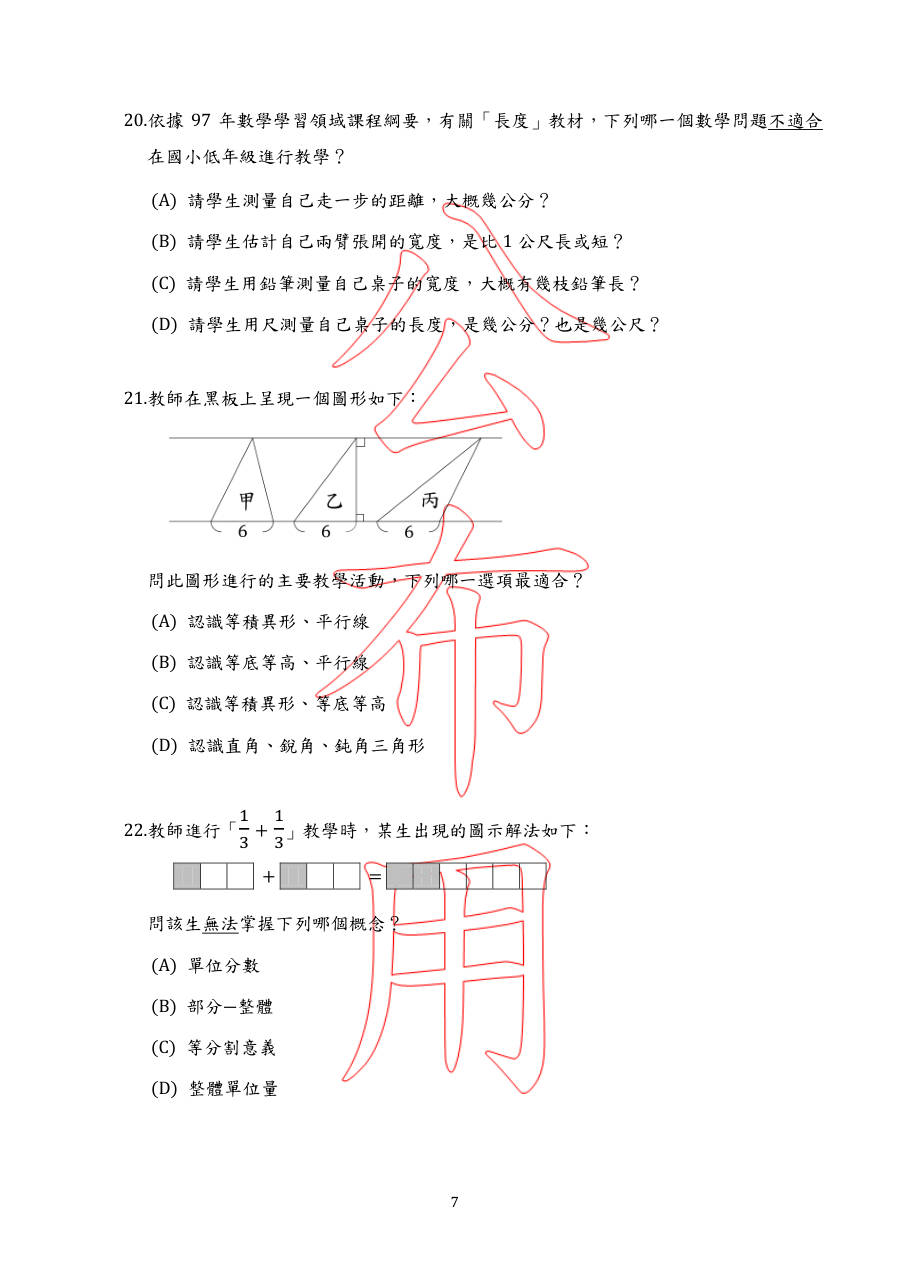 20.依據 97 年數學學習領域課程綱要，有關「長度」教材，下列哪一個數學問題不適合
在國小低年級進行教學？
(A) 請學生測量自己走一步的距離，大概幾公分？
(B) 請學生估計自己兩臂張開的寬度，是比 1 公尺長或短？
(C) 請學生用鉛筆測量自己桌子的寬度，大概有幾枝鉛筆長？
(D) 請學生用尺測量自己桌子的長度，是幾公分？也是幾公尺？
21.教師在黑板上呈現一個圖形如下：
甲 乙 丙
6 6 6
問此圖形進行的主要教學活動，下列哪一選項最適合？
(A) 認識等積異形、平行線
(B) 認識等底等高、平行線
(C) 認識等積異形、等底等高
(D) 認識直角、銳角、鈍角三角形
22.教師進行「1/3 + 1/3」教學時，某生出現的圖示解法如下：
+ =
問該生無法掌握下列哪個概念？
(A) 單位分數
(B) 部分–整體
(C) 等分割意義
(D) 整體單位量
公布用
7